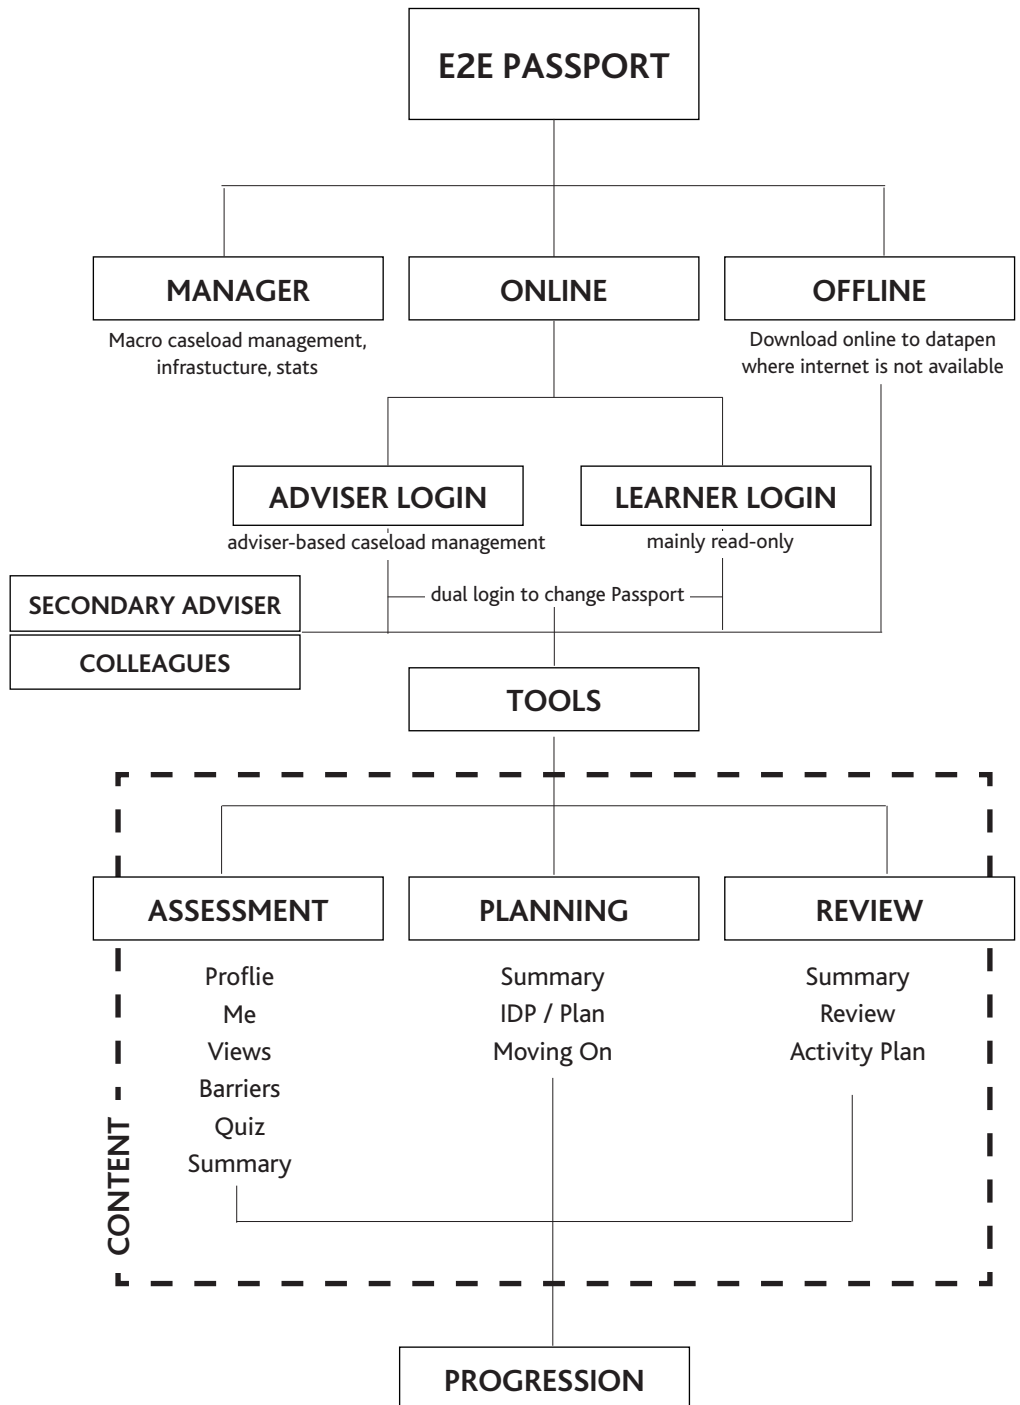 E2E PASSPORT
MANAGER
Macro caseload management,
infrastucture, stats
ONLINE
OFFLINE
Download online to datapen
where internet is not available
ADVISER LOGIN
adviser-based caseload management
LEARNER LOGIN
mainly read-only
dual login to change Passport
SECONDARY ADVISER
COLLEAGUES
TOOLS
CONTENT
ASSESSMENT
Proflie
Me
Views
Barriers
Quiz
Summary
PLANNING
Summary
IDP / Plan
Moving On
REVIEW
Summary
Review
Activity Plan
PROGRESSION